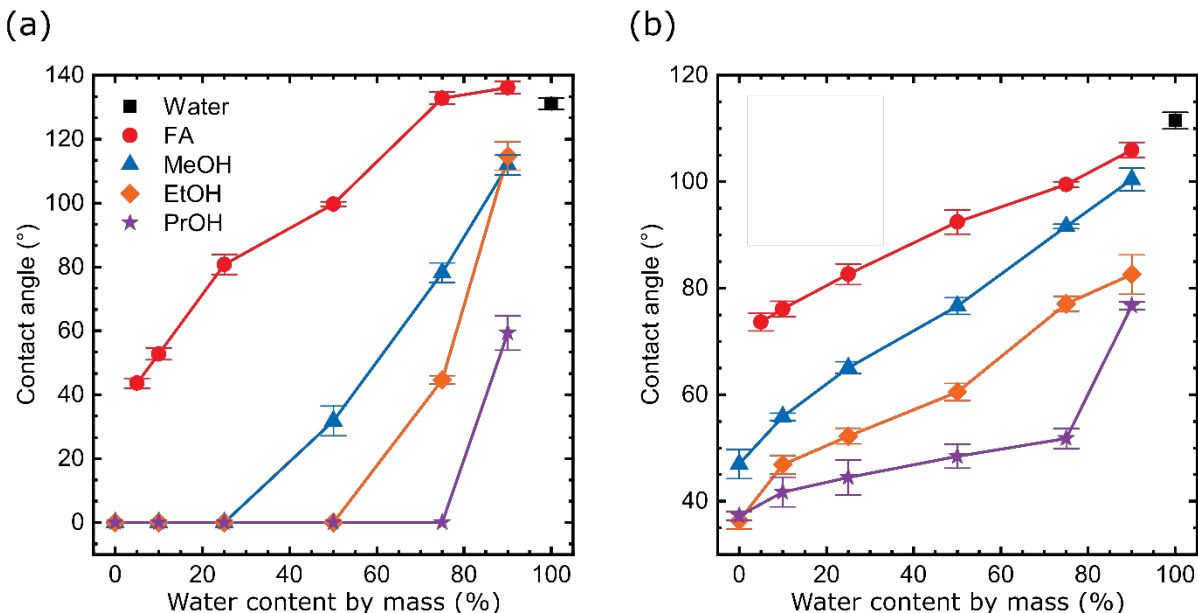 (a)
(b)
140
120
100
80
60
40
20
0
Contact angle (°)
Water
FA
MeOH
EtOH
PrOH
0 20 40 60 80 100
Water content by mass (%)
120
100
80
60
40
Contact angle (°)
0 20 40 60 80 100
Water content by mass (%)